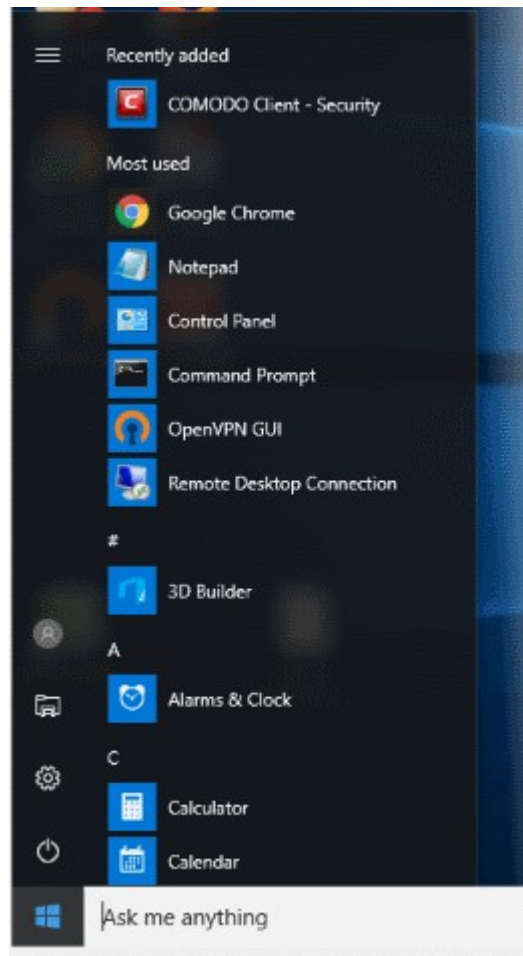 Recently added
COMODO Client - Security
Most used
Google Chrome
Notepad
Control Panel
Command Prompt
OpenVPN GUI
Remote Desktop Connection
#
3D Builder
A
Alarms & Clock
C
Calculator
Calendar
Ask me anything